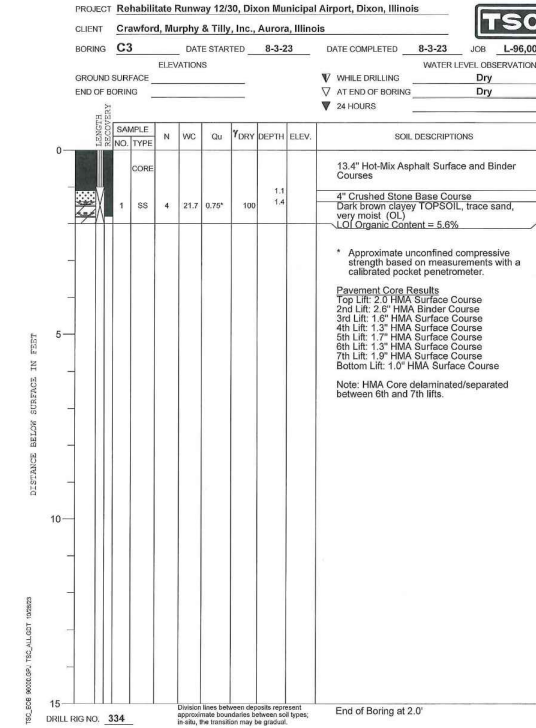 PROJECT Rehabilitate Runway 12/30, Dixon Municipal Airport, Dixon, Illinois
TSC
CLIENT Crawford, Murphy & Tilly, Inc., Aurora, Illinois
BORING C3 DATE STARTED 8-3-23 DATE COMPLETED 8-3-23 JOB L-96,00
ELEVATIONS WATER LEVEL OBSERVATION
GROUND SURFACE WHILE DRILLING Dry
END OF BORING AT END OF BORING Dry
24 HOURS
LENGTH
RECOVERY
SAMPLE
NO. TYPE N WC Qu γDRY DEPTH ELEV. SOIL DESCRIPTIONS
0
CORE
13.4" Hot-Mix Asphalt Surface and Binder
Courses
1.1
4" Crushed Stone Base Course
1.4
1 SS 4 21.7 0.75* 100
Dark brown clayey TOPSOIL, trace sand,
very moist (OL)
LOI Organic Content = 5.6%
* Approximate unconfined compressive
strength based on measurements with a
calibrated pocket penetrometer.
Pavement Core Results
Top Lift: 2.0 HMA Surface Course
2nd Lift: 2.6" HMA Binder Course
3rd Lift: 1.6" HMA Surface Course
4th Lift: 1.3" HMA Surface Course
5th Lift: 1.7" HMA Surface Course
6th Lift: 1.3" HMA Surface Course
7th Lift: 1.9" HMA Surface Course
Bottom Lift: 1.0" HMA Surface Course
Note: HMA Core delaminated/separated
between 6th and 7th lifts.
5
DISTANCE BELOW SURFACE IN FEET
10
15
TSC_EOB 96000.GPJ TSC_ALL.GDT 10/26/23
Division lines between deposits represent
approximate boundaries between soil types;
in-situ, the transition may be gradual.
End of Boring at 2.0'
DRILL RIG NO. 334